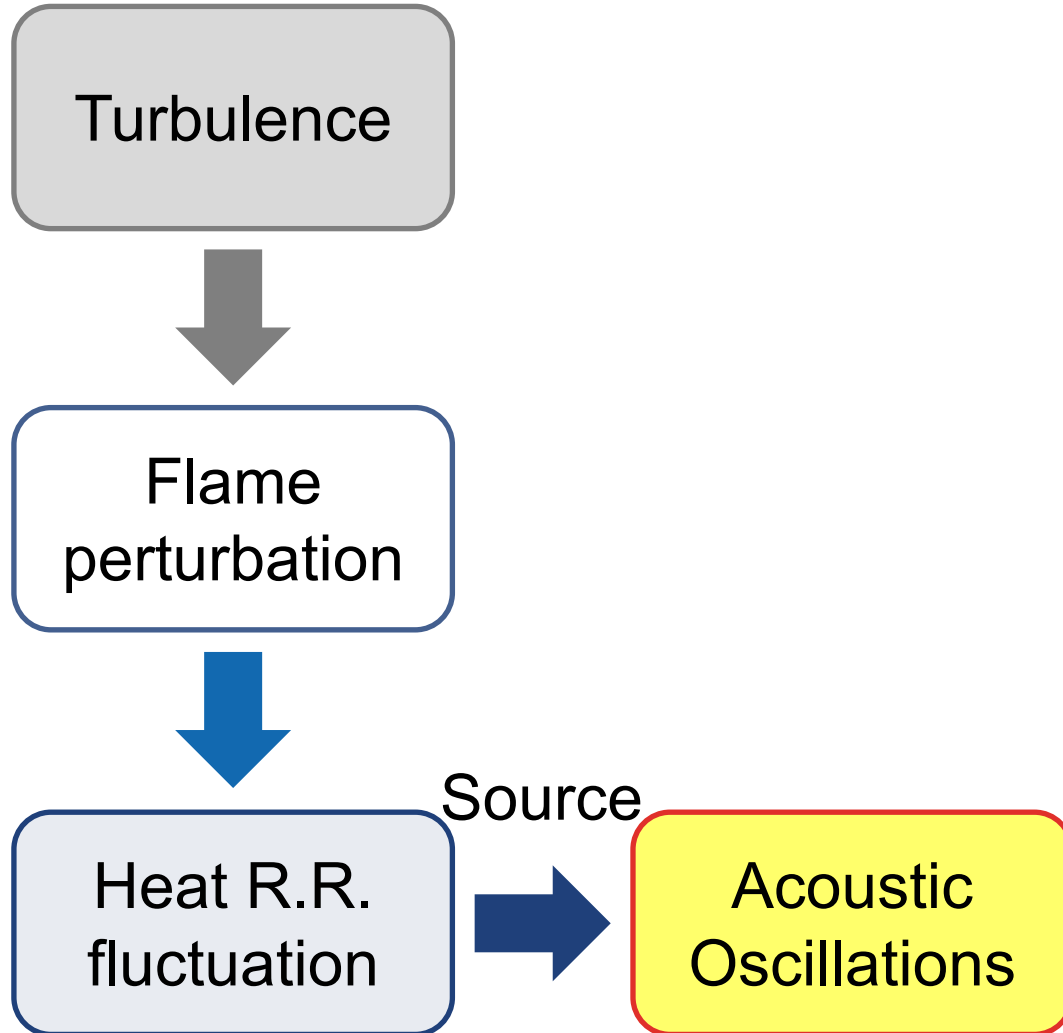 Turbulence
Flame
perturbation
Source
Heat R.R.
fluctuation
Acoustic
Oscillations